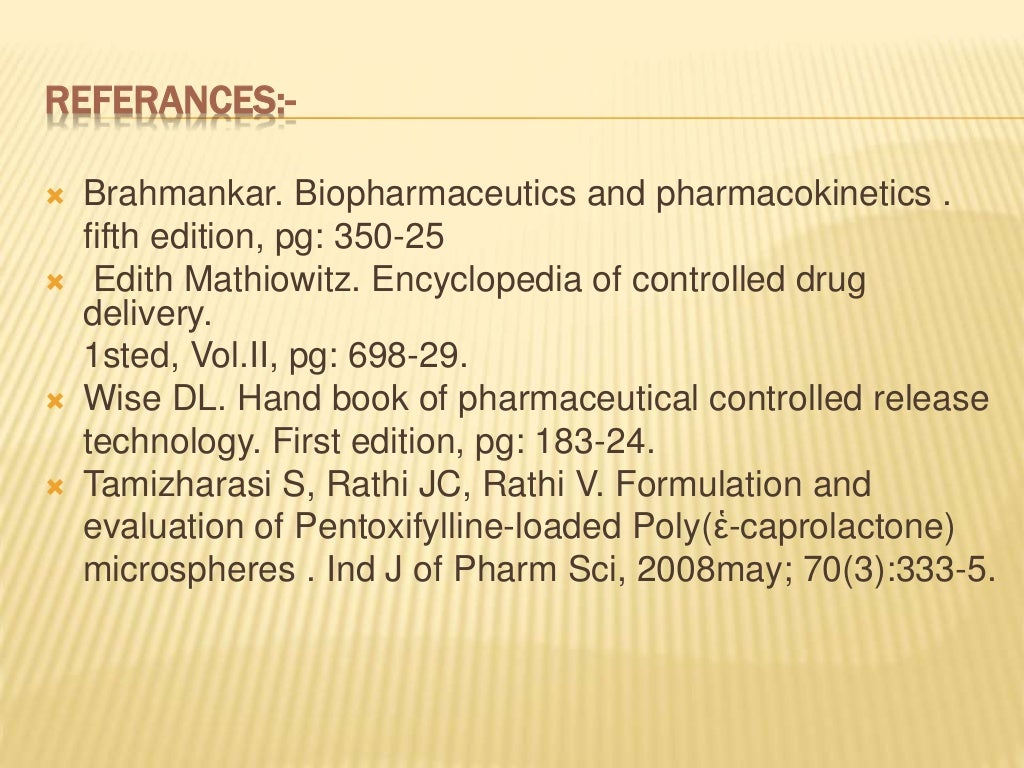 REFERANCES:-
Brahmankar. Biopharmaceutics and pharmacokinetics .
fifth edition, pg: 350-25
Edith Mathiowitz. Encyclopedia of controlled drug
delivery.
1sted, Vol.II, pg: 698-29.
Wise DL. Hand book of pharmaceutical controlled release
technology. First edition, pg: 183-24.
Tamizharasi S, Rathi JC, Rathi V. Formulation and
evaluation of Pentoxifylline-loaded Poly(ἐ-caprolactone)
microspheres . Ind J of Pharm Sci, 2008may; 70(3):333-5.